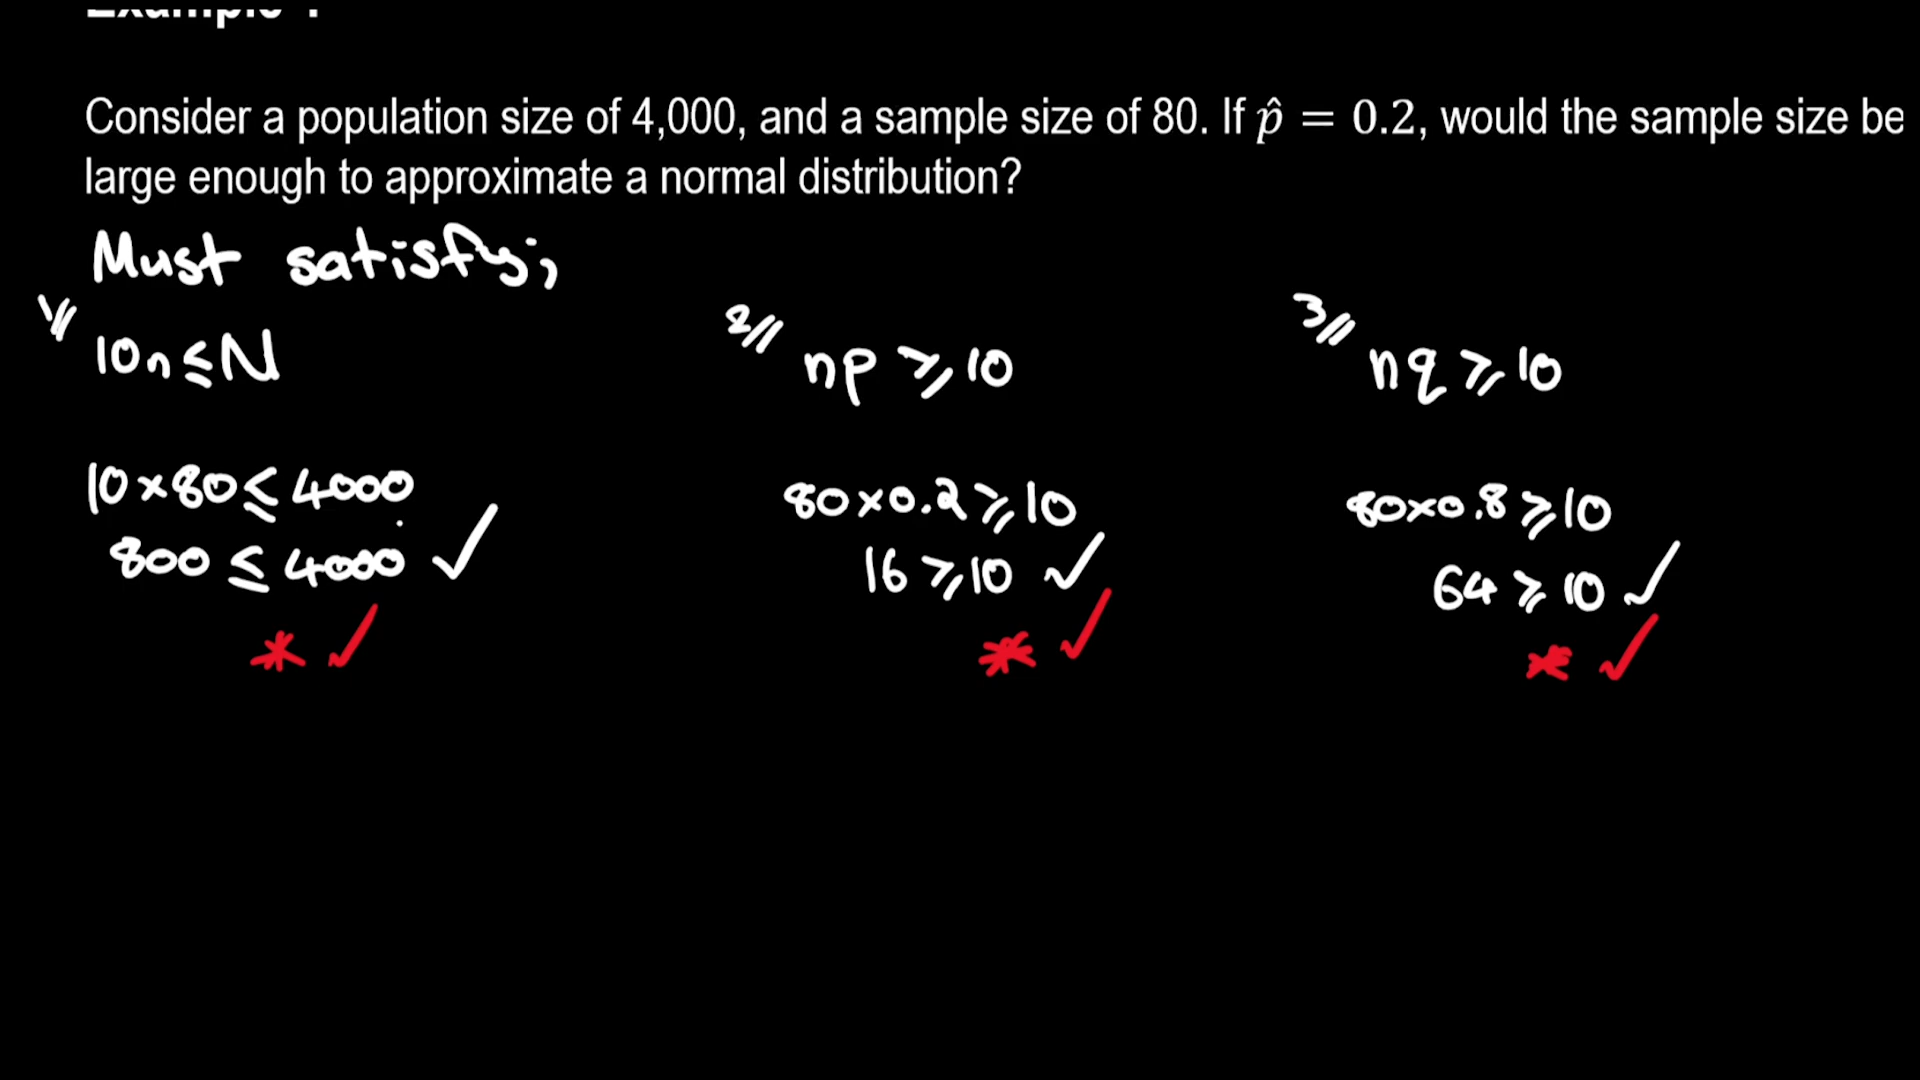 Consider a population size of 4,000, and a sample size of 80. If p̂ = 0.2, would the sample size be
large enough to approximate a normal distribution?
Must satisfy;
1//
10n ≤ N
10 × 80 ≤ 4000
800 ≤ 4000 ✓
* ✓
2//
np ≥ 10
80 × 0.2 ≥ 10
16 ≥ 10 ✓
* ✓
3//
nq ≥ 10
80 × 0.8 ≥ 10
64 ≥ 10 ✓
* ✓